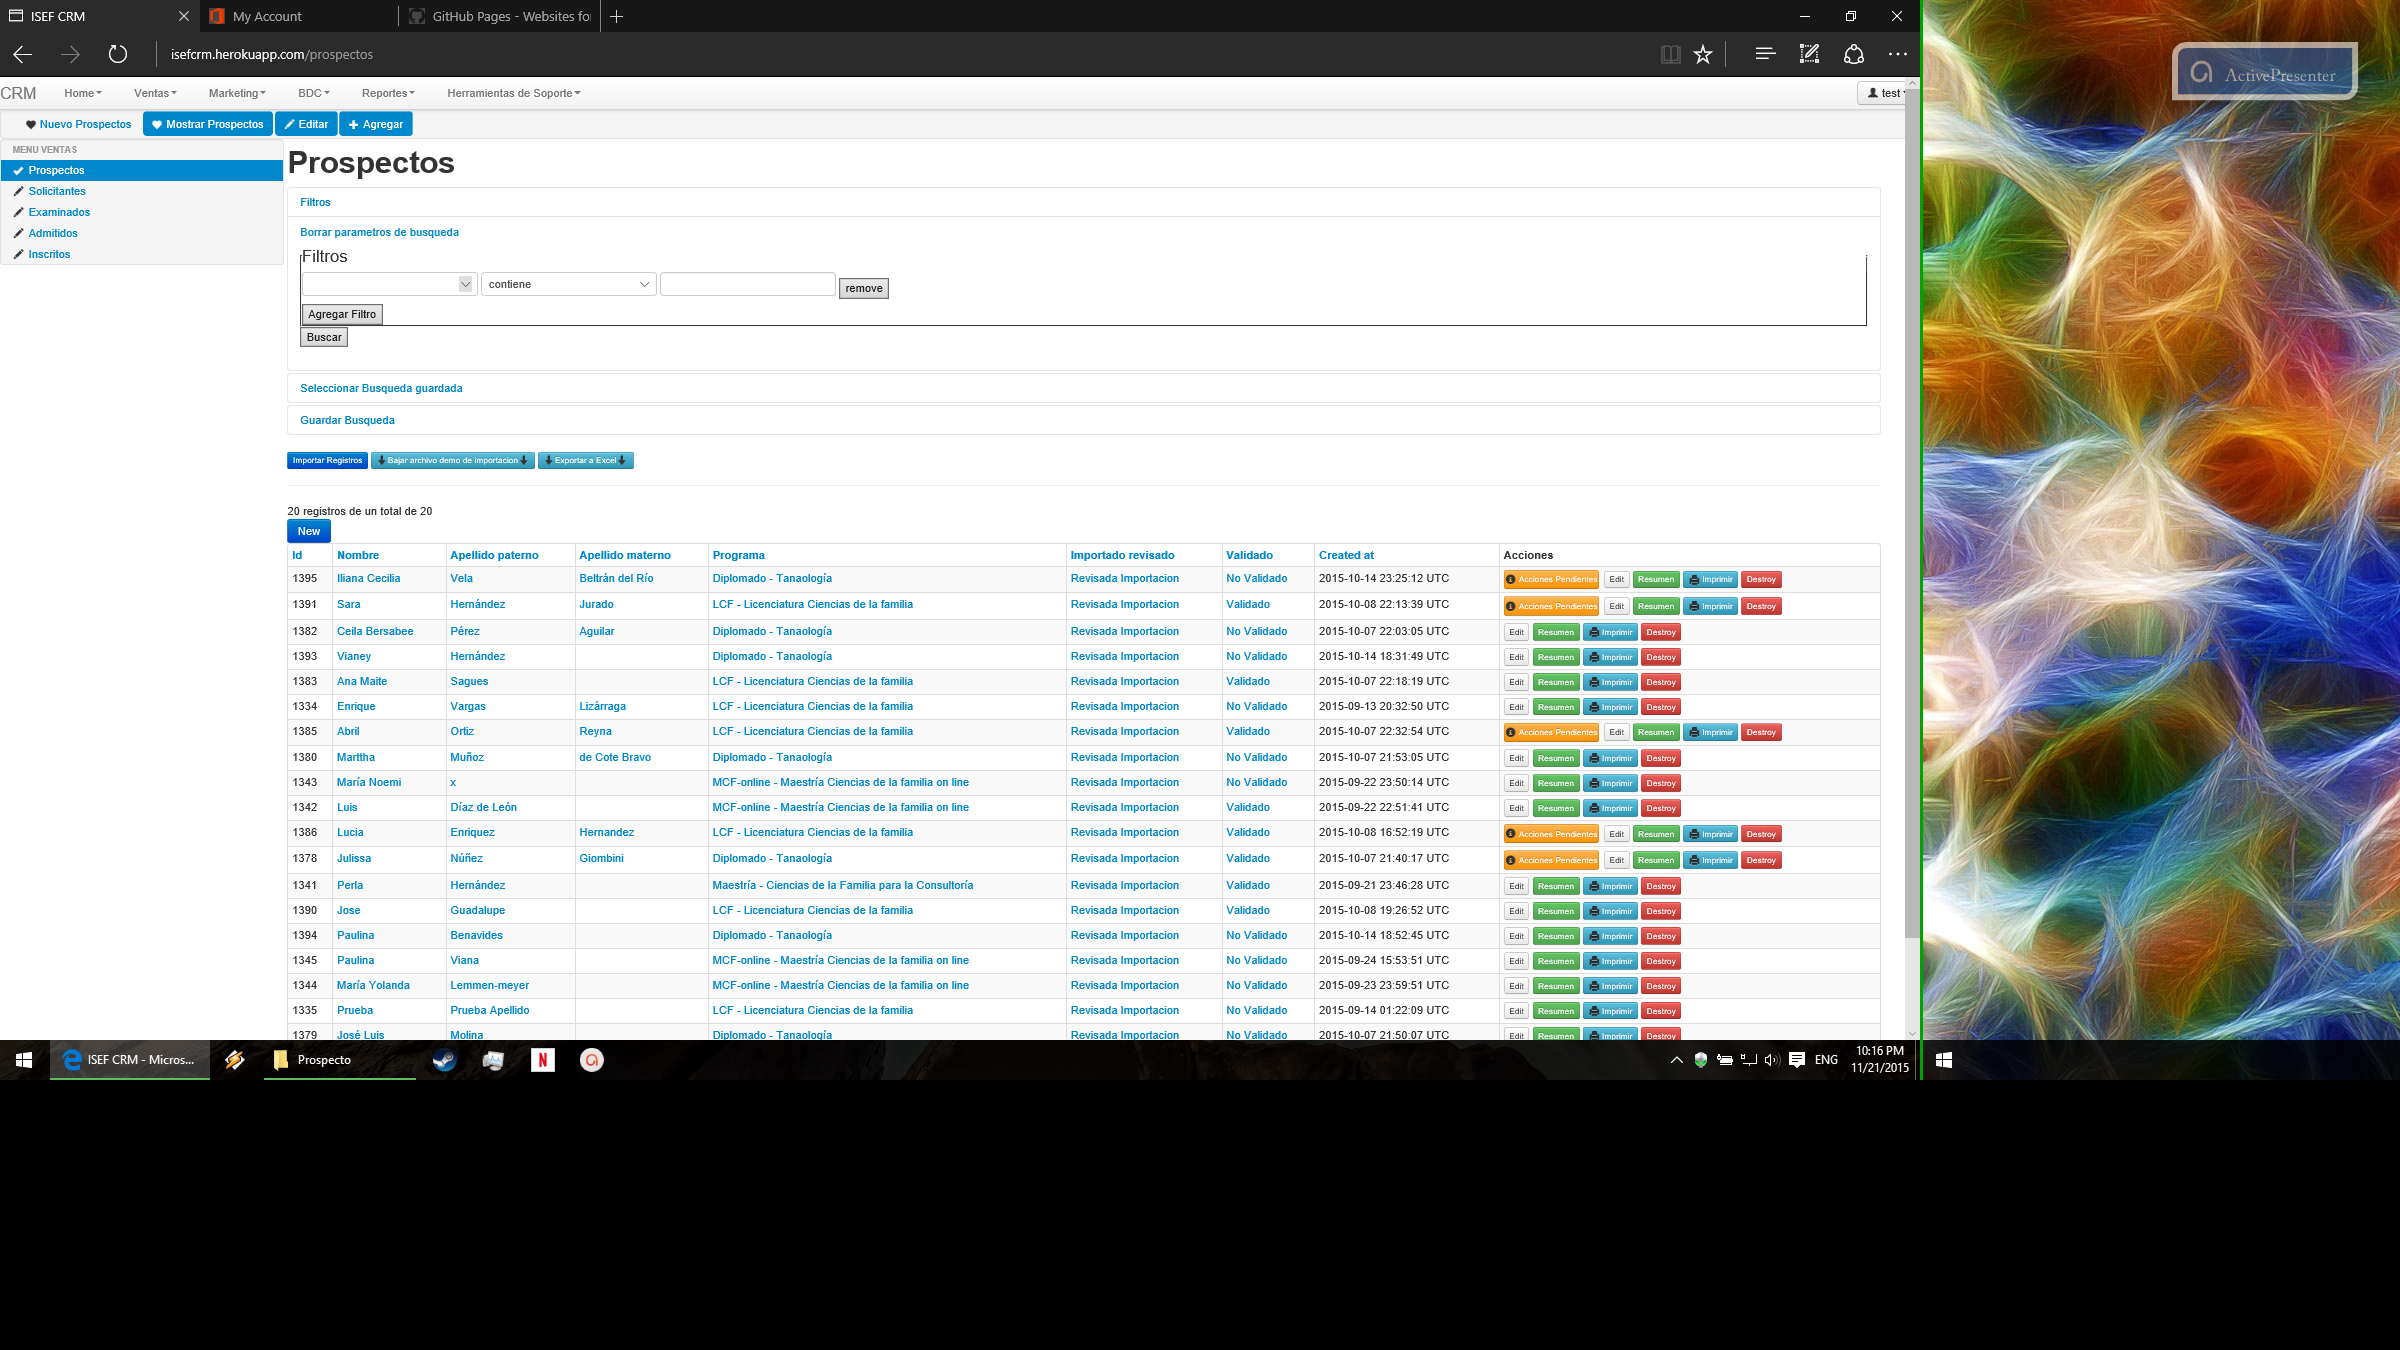 ISEF CRM
My Account
GitHub Pages - Websites fo
isefcrm.herokuapp.com/prospectos
ActivePresenter
CRM Home Ventas Marketing BDC Reportes Herramientas de Soporte test
Nuevo Prospectos Mostrar Prospectos Editar Agregar
MENU VENTAS
Prospectos
Solicitantes
Examinados
Admitidos
Inscritos
Prospectos
Filtros
Borrar parametros de busqueda
Filtros
contiene remove
Agregar Filtro
Buscar
Seleccionar Busqueda guardada
Guardar Busqueda
Importar Registros Bajar archivo demo de importacion Exportar a Excel
20 registros de un total de 20
New
Id Nombre Apellido paterno Apellido materno Programa Importado revisado Validado Created at Acciones
1395 Iliana Cecilia Vela Beltrán del Río Diplomado - Tanaología Revisada Importacion No Validado 2015-10-14 23:25:12 UTC Acciones Pendientes Edit Resumen Imprimir Destroy
1391 Sara Hernández Jurado LCF - Licenciatura Ciencias de la familia Revisada Importacion Validado 2015-10-08 22:13:39 UTC Acciones Pendientes Edit Resumen Imprimir Destroy
1382 Ceila Bersabee Pérez Aguilar Diplomado - Tanaología Revisada Importacion No Validado 2015-10-07 22:03:05 UTC Edit Resumen Imprimir Destroy
1393 Vianey Hernández Diplomado - Tanaología Revisada Importacion No Validado 2015-10-14 18:31:49 UTC Edit Resumen Imprimir Destroy
1383 Ana Maite Sagues LCF - Licenciatura Ciencias de la familia Revisada Importacion Validado 2015-10-07 22:18:19 UTC Edit Resumen Imprimir Destroy
1334 Enrique Vargas Lizárraga LCF - Licenciatura Ciencias de la familia Revisada Importacion No Validado 2015-09-13 20:32:50 UTC Edit Resumen Imprimir Destroy
1385 Abril Ortiz Reyna LCF - Licenciatura Ciencias de la familia Revisada Importacion Validado 2015-10-07 22:32:54 UTC Acciones Pendientes Edit Resumen Imprimir Destroy
1380 Marttha Muñoz de Cote Bravo Diplomado - Tanaología Revisada Importacion No Validado 2015-10-07 21:53:05 UTC Edit Resumen Imprimir Destroy
1343 María Noemi x MCF-online - Maestría Ciencias de la familia on line Revisada Importacion No Validado 2015-09-22 23:50:14 UTC Edit Resumen Imprimir Destroy
1342 Luis Díaz de León MCF-online - Maestría Ciencias de la familia on line Revisada Importacion Validado 2015-09-22 22:51:41 UTC Edit Resumen Imprimir Destroy
1386 Lucia Enriquez Hernandez LCF - Licenciatura Ciencias de la familia Revisada Importacion Validado 2015-10-08 16:52:19 UTC Acciones Pendientes Edit Resumen Imprimir Destroy
1378 Julissa Núñez Giombini Diplomado - Tanaología Revisada Importacion Validado 2015-10-07 21:40:17 UTC Acciones Pendientes Edit Resumen Imprimir Destroy
1341 Perla Hernández Maestría - Ciencias de la Familia para la Consultoría Revisada Importacion Validado 2015-09-21 23:46:28 UTC Edit Resumen Imprimir Destroy
1390 Jose Guadalupe LCF - Licenciatura Ciencias de la familia Revisada Importacion Validado 2015-10-08 19:26:52 UTC Edit Resumen Imprimir Destroy
1394 Paulina Benavides Diplomado - Tanaología Revisada Importacion No Validado 2015-10-14 18:52:45 UTC Edit Resumen Imprimir Destroy
1345 Paulina Viana MCF-online - Maestría Ciencias de la familia on line Revisada Importacion No Validado 2015-09-24 15:53:51 UTC Edit Resumen Imprimir Destroy
1344 María Yolanda Lemmen-meyer MCF-online - Maestría Ciencias de la familia on line Revisada Importacion No Validado 2015-09-23 23:59:51 UTC Edit Resumen Imprimir Destroy
1335 Prueba Prueba Apellido LCF - Licenciatura Ciencias de la familia Revisada Importacion No Validado 2015-09-14 01:22:09 UTC Edit Resumen Imprimir Destroy
1379 José Luis Molina Diplomado - Tanaología Revisada Importacion No Validado 2015-10-07 21:50:07 UTC Edit Resumen Imprimir Destroy
ISEF CRM - Micros... Prospecto N ENG 10:16 PM
11/21/2015